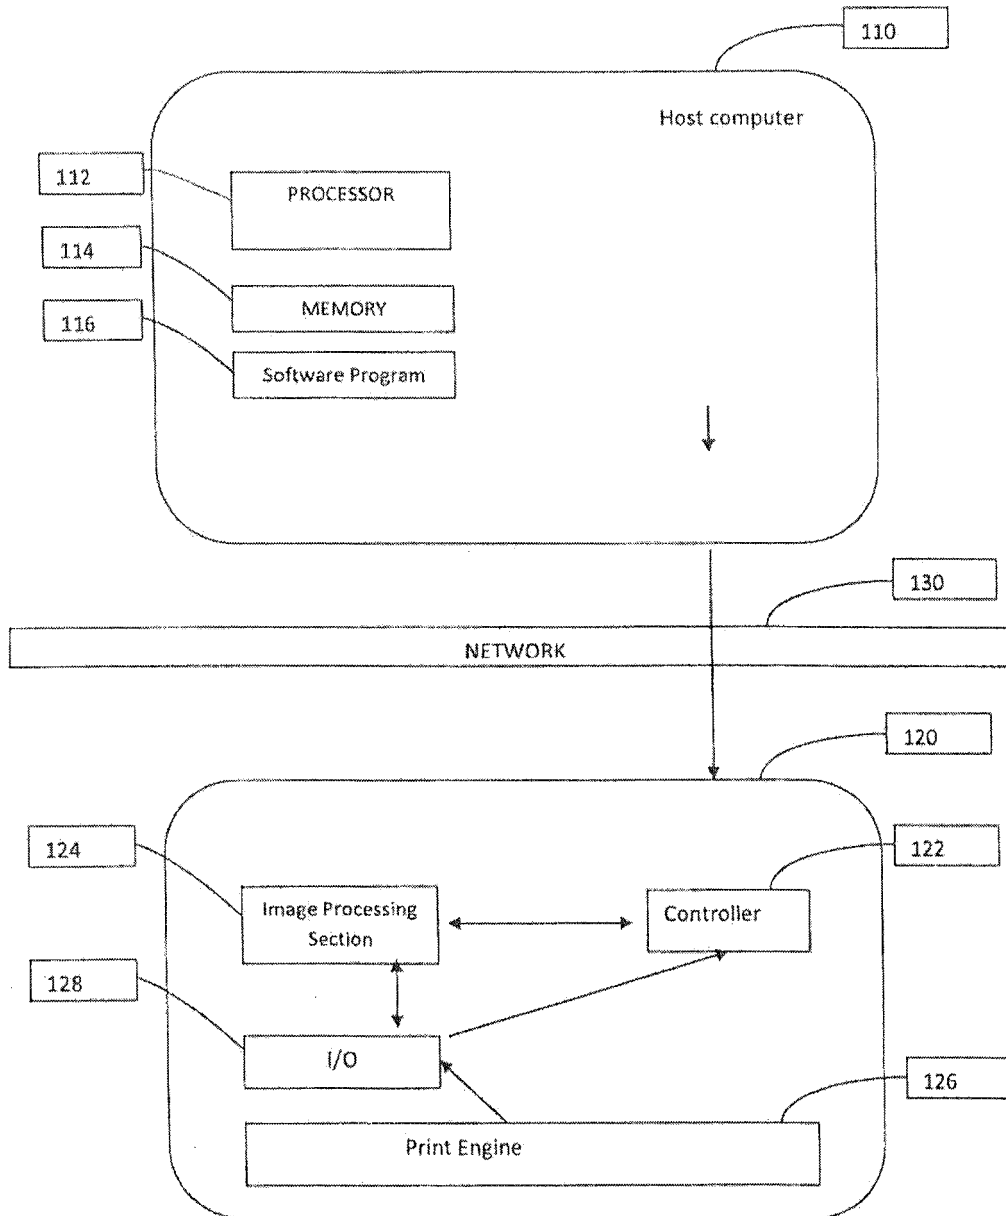 110
Host computer
112
PROCESSOR
114
MEMORY
116
Software Program
130
NETWORK
120
124
122
Image Processing
Section
Controller
128
I/O
126
Print Engine